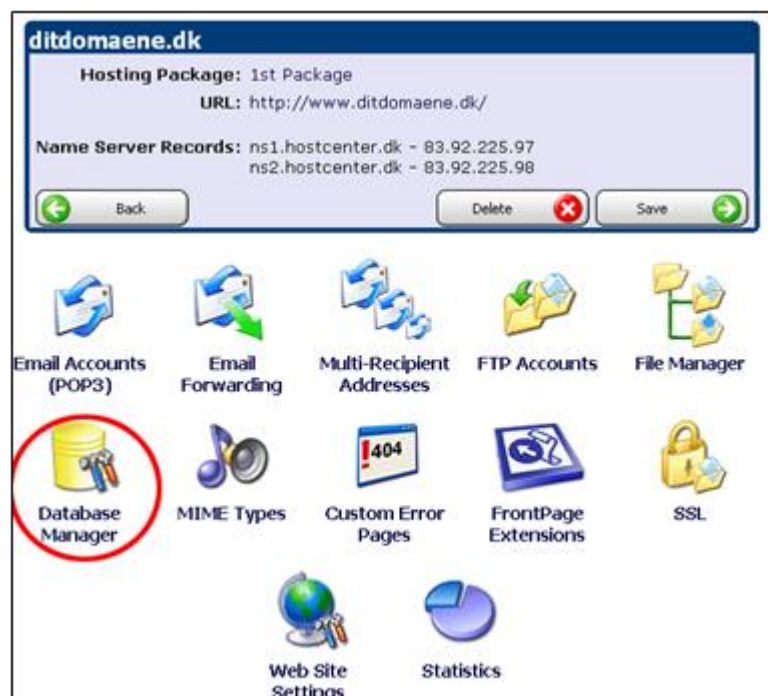 ditdomaene.dk
Hosting Package: 1st Package
URL: http://www.ditdomaene.dk/
Name Server Records: ns1.hostcenter.dk - 83.92.225.97
ns2.hostcenter.dk - 83.92.225.98
Back Delete Save
Email Accounts
(POP3)
Email
Forwarding
Multi-Recipient
Addresses
FTP Accounts
File Manager
404
Database
Manager
MIME Types
Custom Error
Pages
FrontPage
Extensions
SSL
Web Site
Settings
Statistics